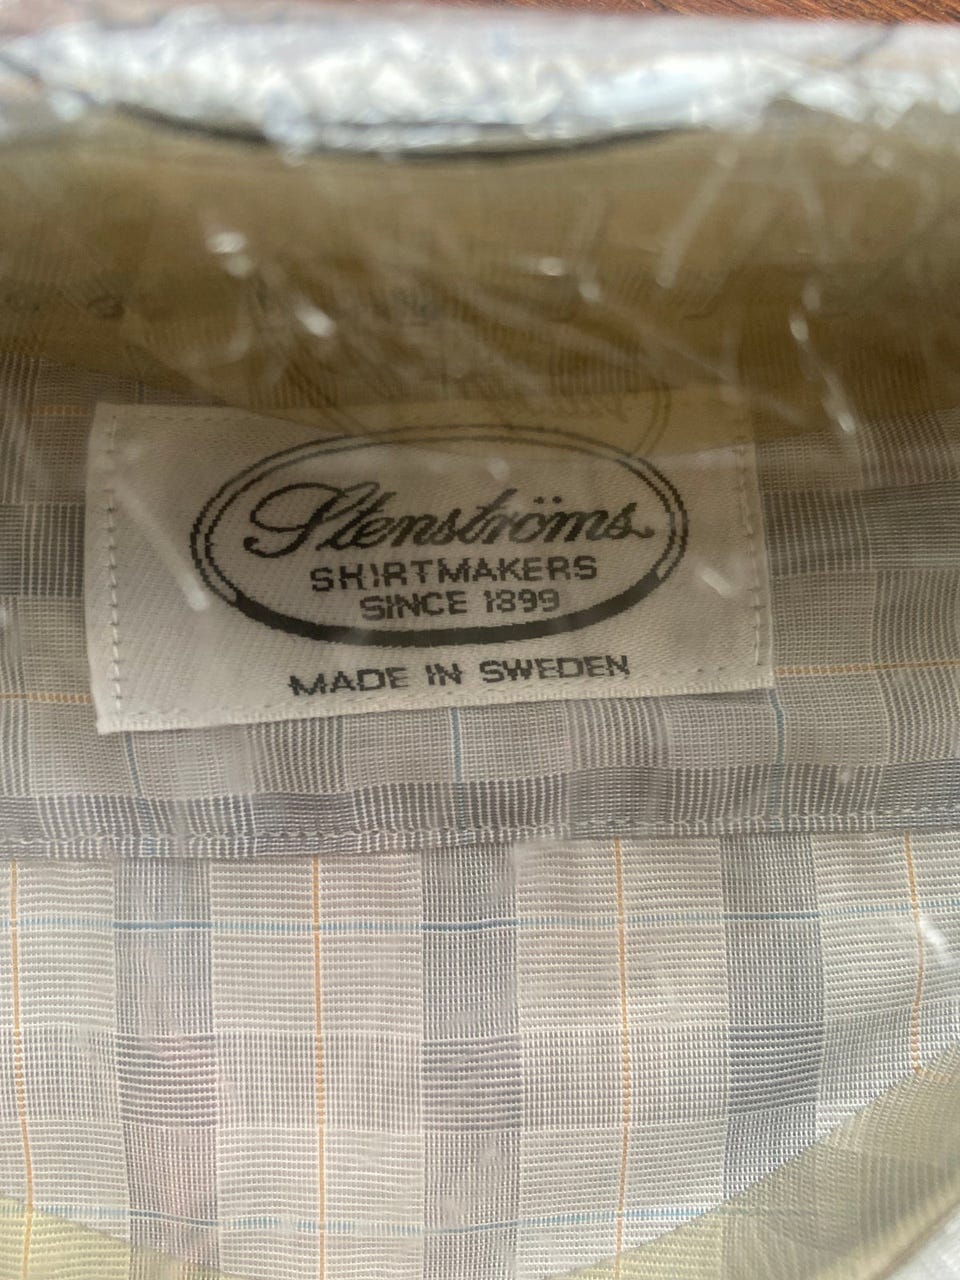 Stenströms
SHIRTMAKERS
SINCE 1899
MADE IN SWEDEN